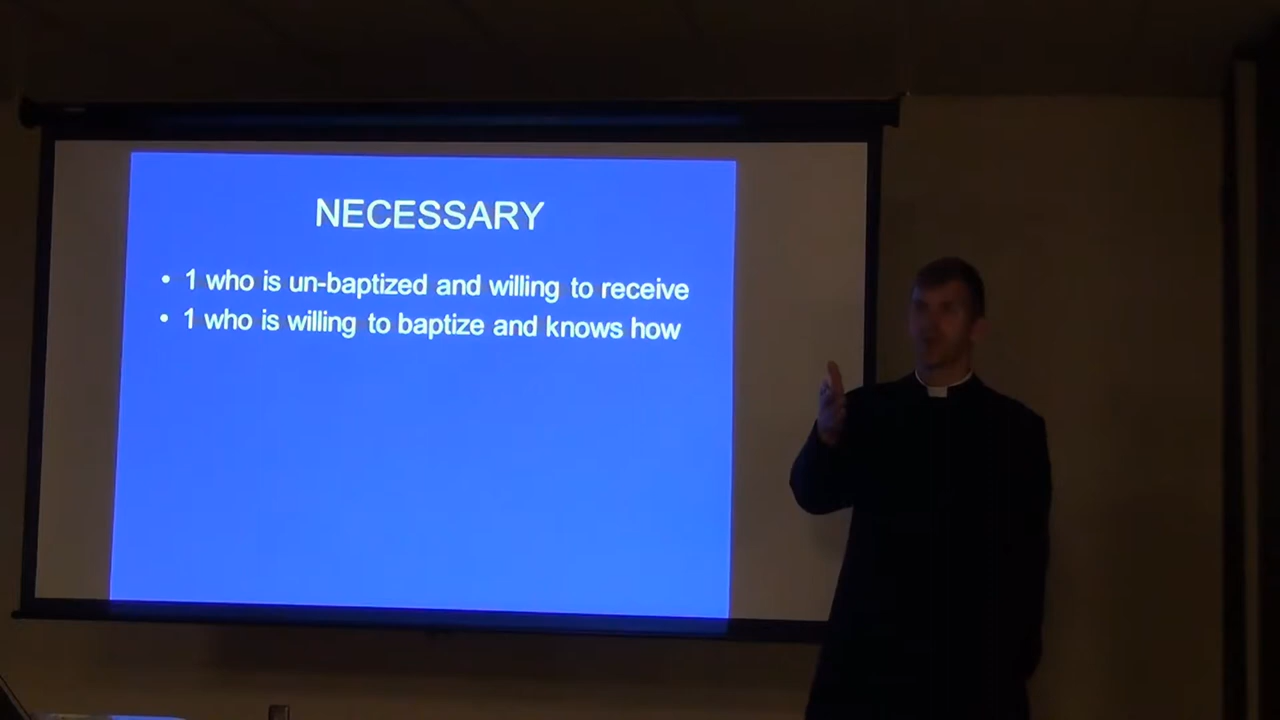 NECESSARY
• 1 who is un-baptized and willing to receive
• 1 who is willing to baptize and knows how